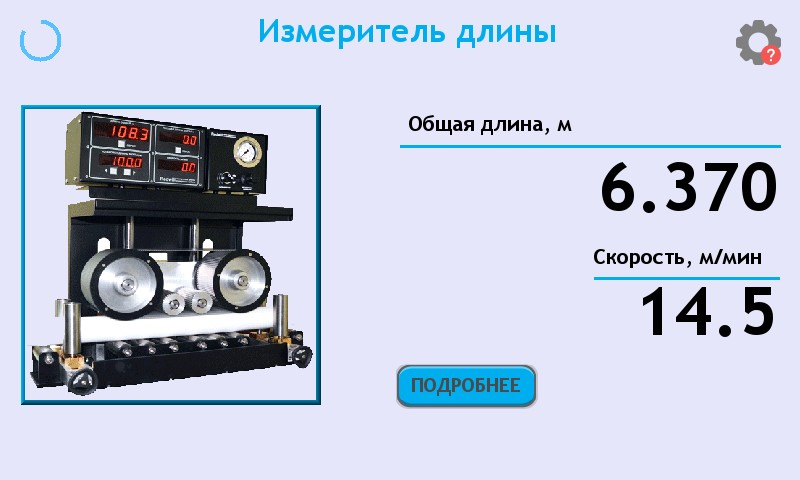 Измеритель длины
?
108.3
0.0
100.0
0.0
Общая длина, м
6.370
Скорость, м/мин
14.5
ПОДРОБНЕЕ